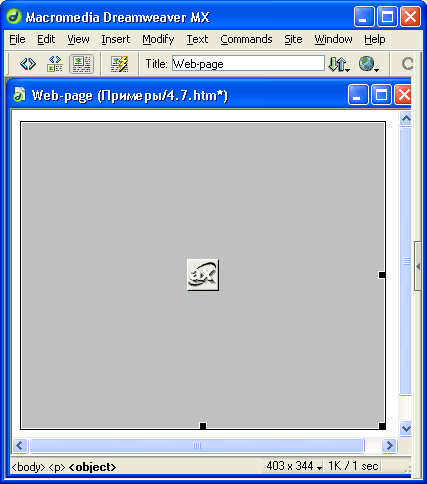 Macromedia Dreamweaver MX
File Edit View Insert Modify Text Commands Site Window Help
Title: Web-page
Web-page (Примеры/4.7.htm*)
ax
<body> <p> <object> 403 x 344 1K / 1 sec